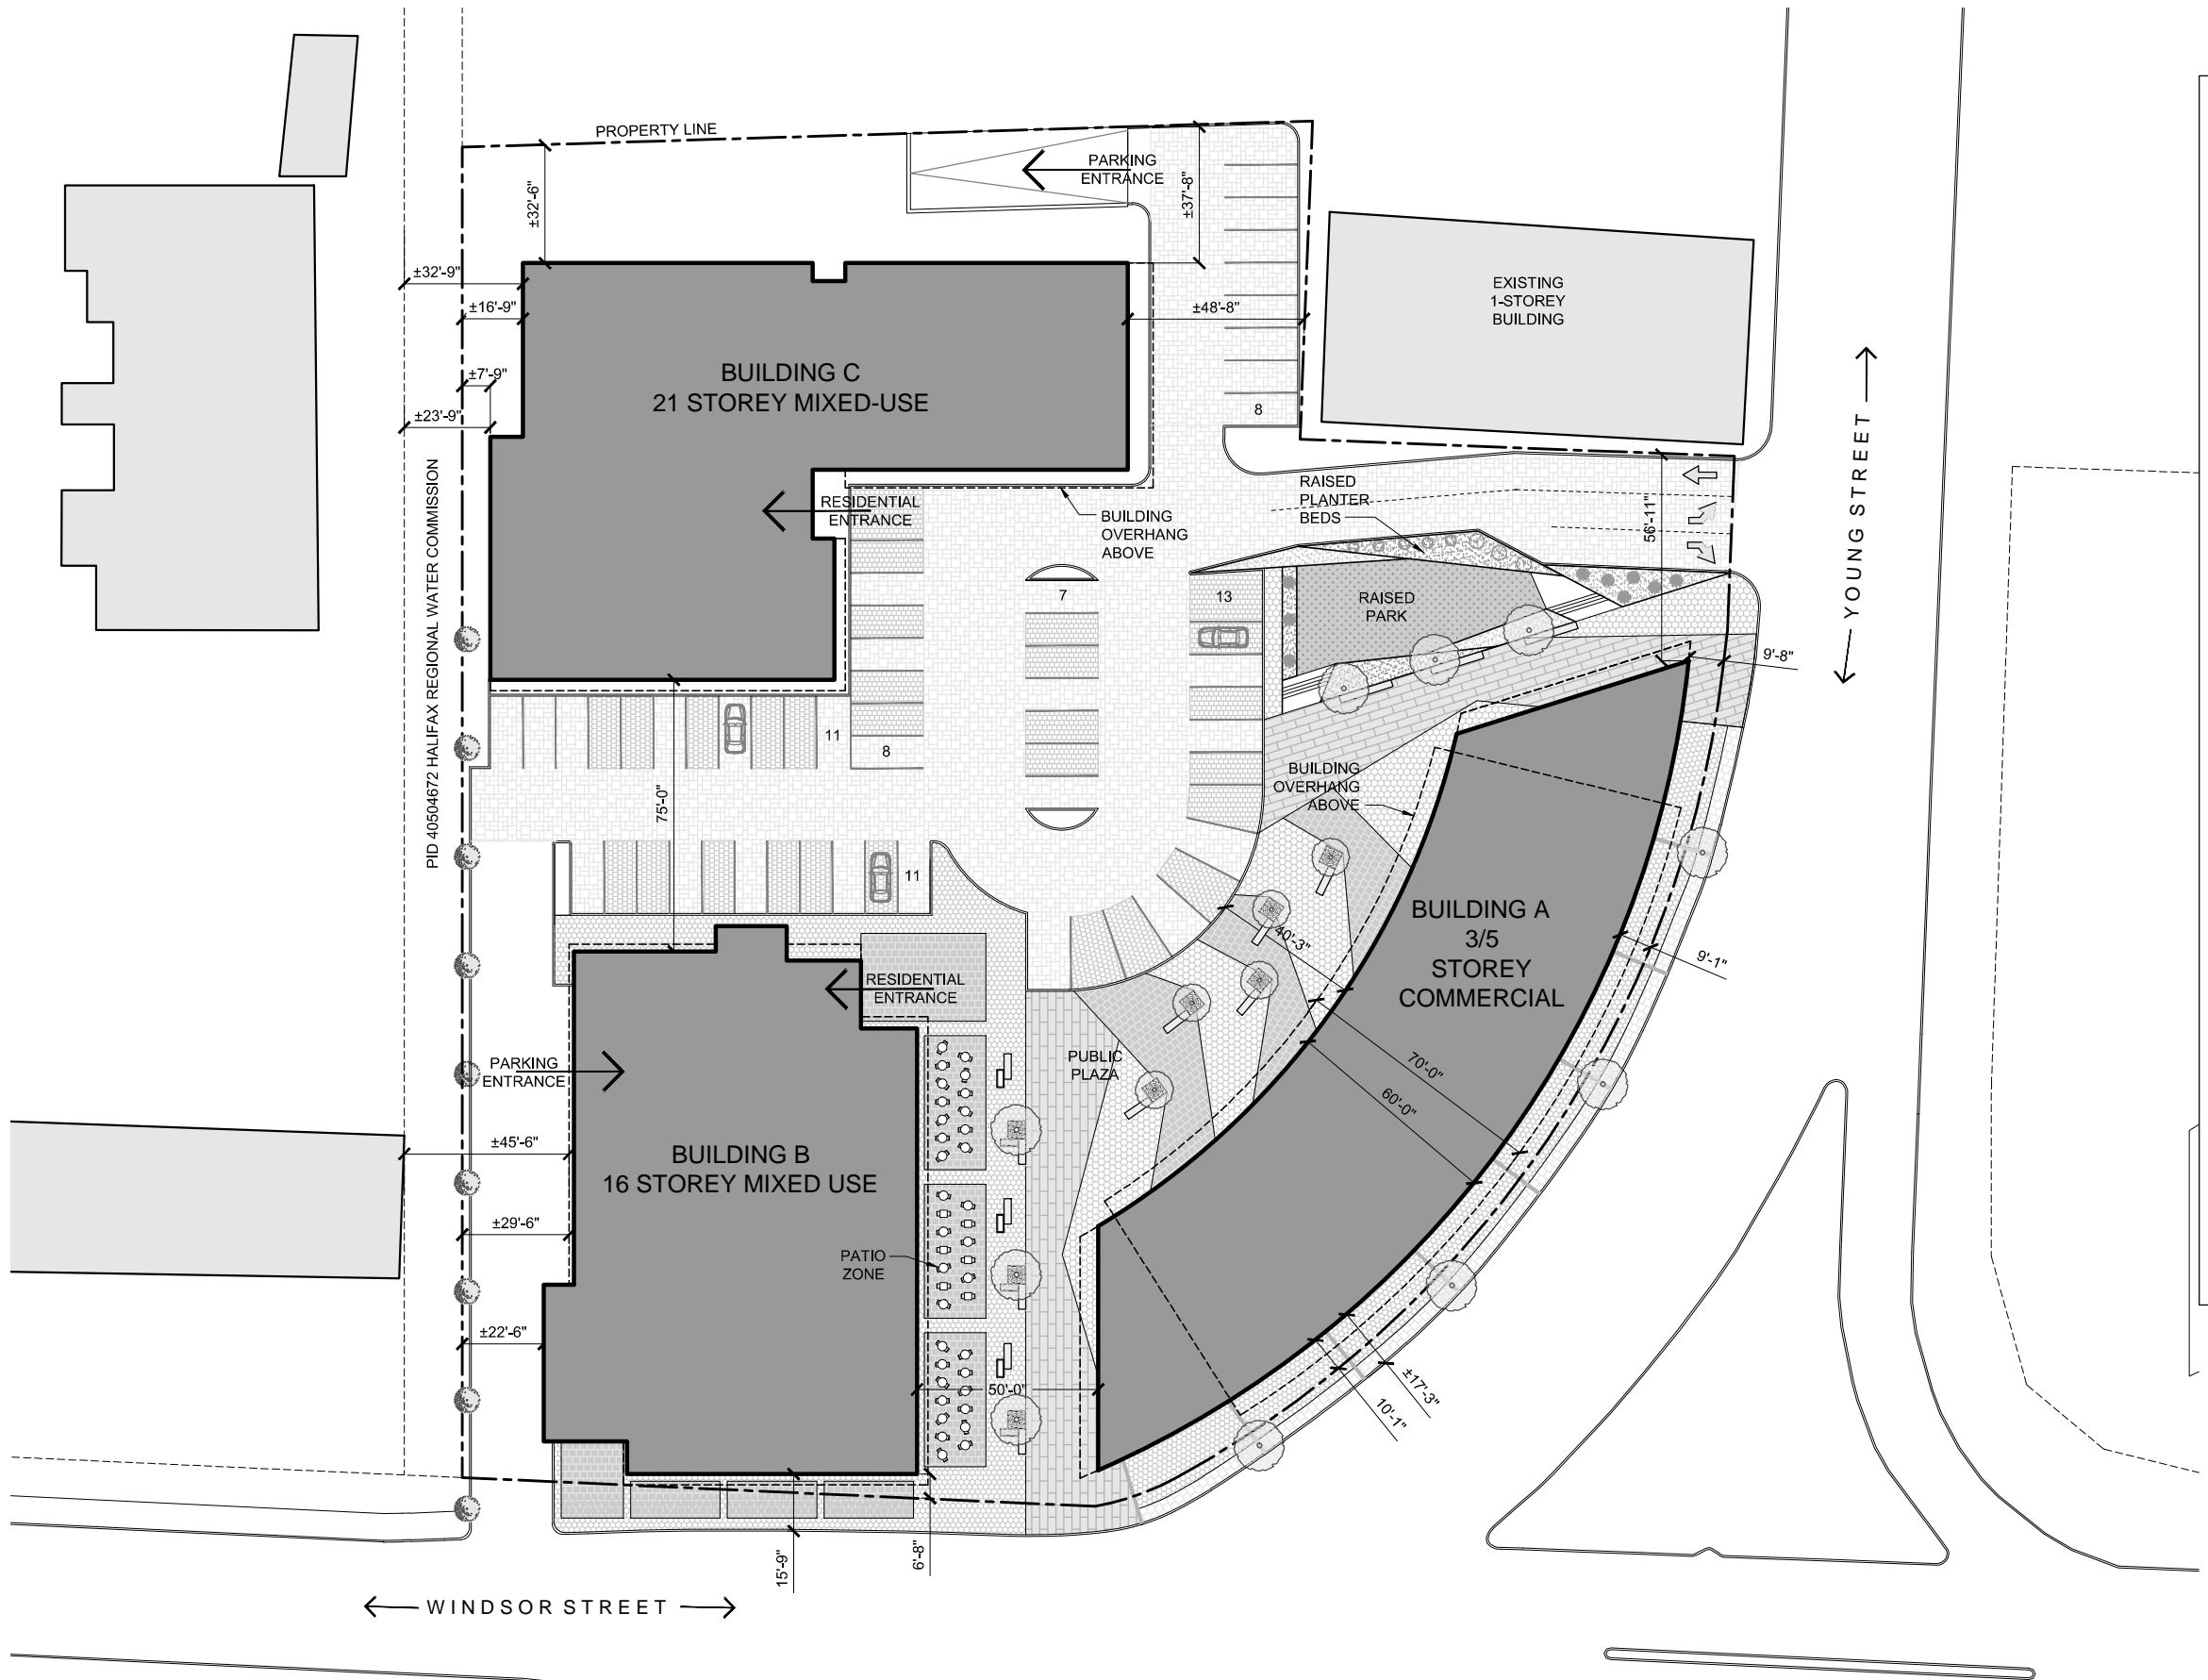 PROPERTY LINE
PARKING
ENTRANCE
±32'-6"
±37'-8"
±32'-9"
±16'-9"
±48'-8"
EXISTING
1-STOREY
BUILDING
±7'-9"
±23'-9"
BUILDING C
21 STOREY MIXED-USE
8
YOUNG STREET
PID 40504672 HALIFAX REGIONAL WATER COMMISSION
RESIDENTIAL
ENTRANCE
BUILDING
OVERHANG
ABOVE
RAISED
PLANTER
BEDS
56'-11"
7
13
RAISED
PARK
9'-8"
11
8
75'-0"
BUILDING
OVERHANG
ABOVE
11
40'-3"
BUILDING A
3/5
STOREY
COMMERCIAL
9'-1"
RESIDENTIAL
ENTRANCE
PARKING
ENTRANCE
PUBLIC
PLAZA
70'-0"
60'-0"
±45'-6"
BUILDING B
16 STOREY MIXED USE
±29'-6"
PATIO
ZONE
±22'-6"
50'-0"
±17'-3"
10'-1"
15'-9"
6'-8"
WINDSOR STREET